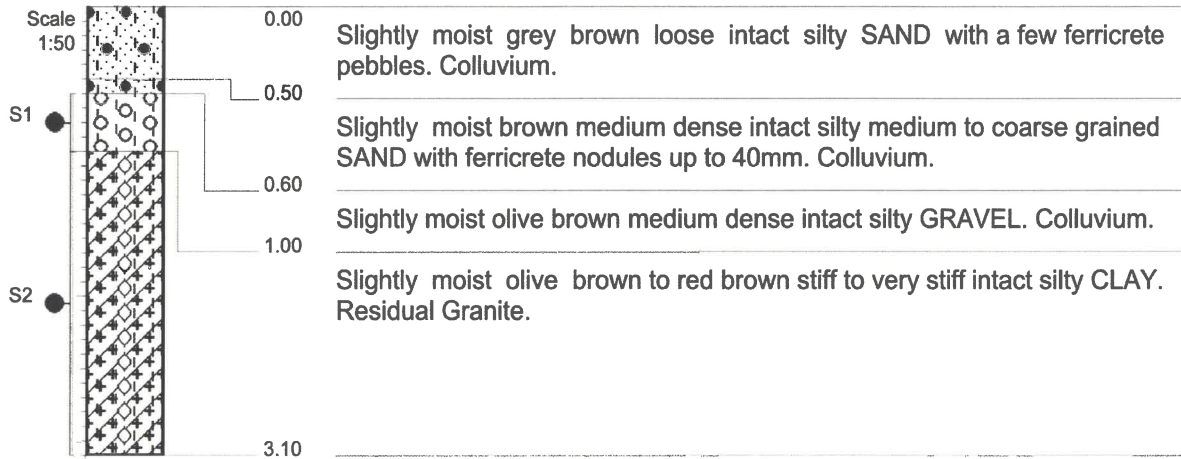 Scale
1:50
0.00
Slightly moist grey brown loose intact silty SAND with a few ferricrete
pebbles. Colluvium.
0.50
S1
Slightly moist brown medium dense intact silty medium to coarse grained
SAND with ferricrete nodules up to 40mm. Colluvium.
0.60
Slightly moist olive brown medium dense intact silty GRAVEL. Colluvium.
1.00
Slightly moist olive brown to red brown stiff to very stiff intact silty CLAY.
Residual Granite.
S2
3.10